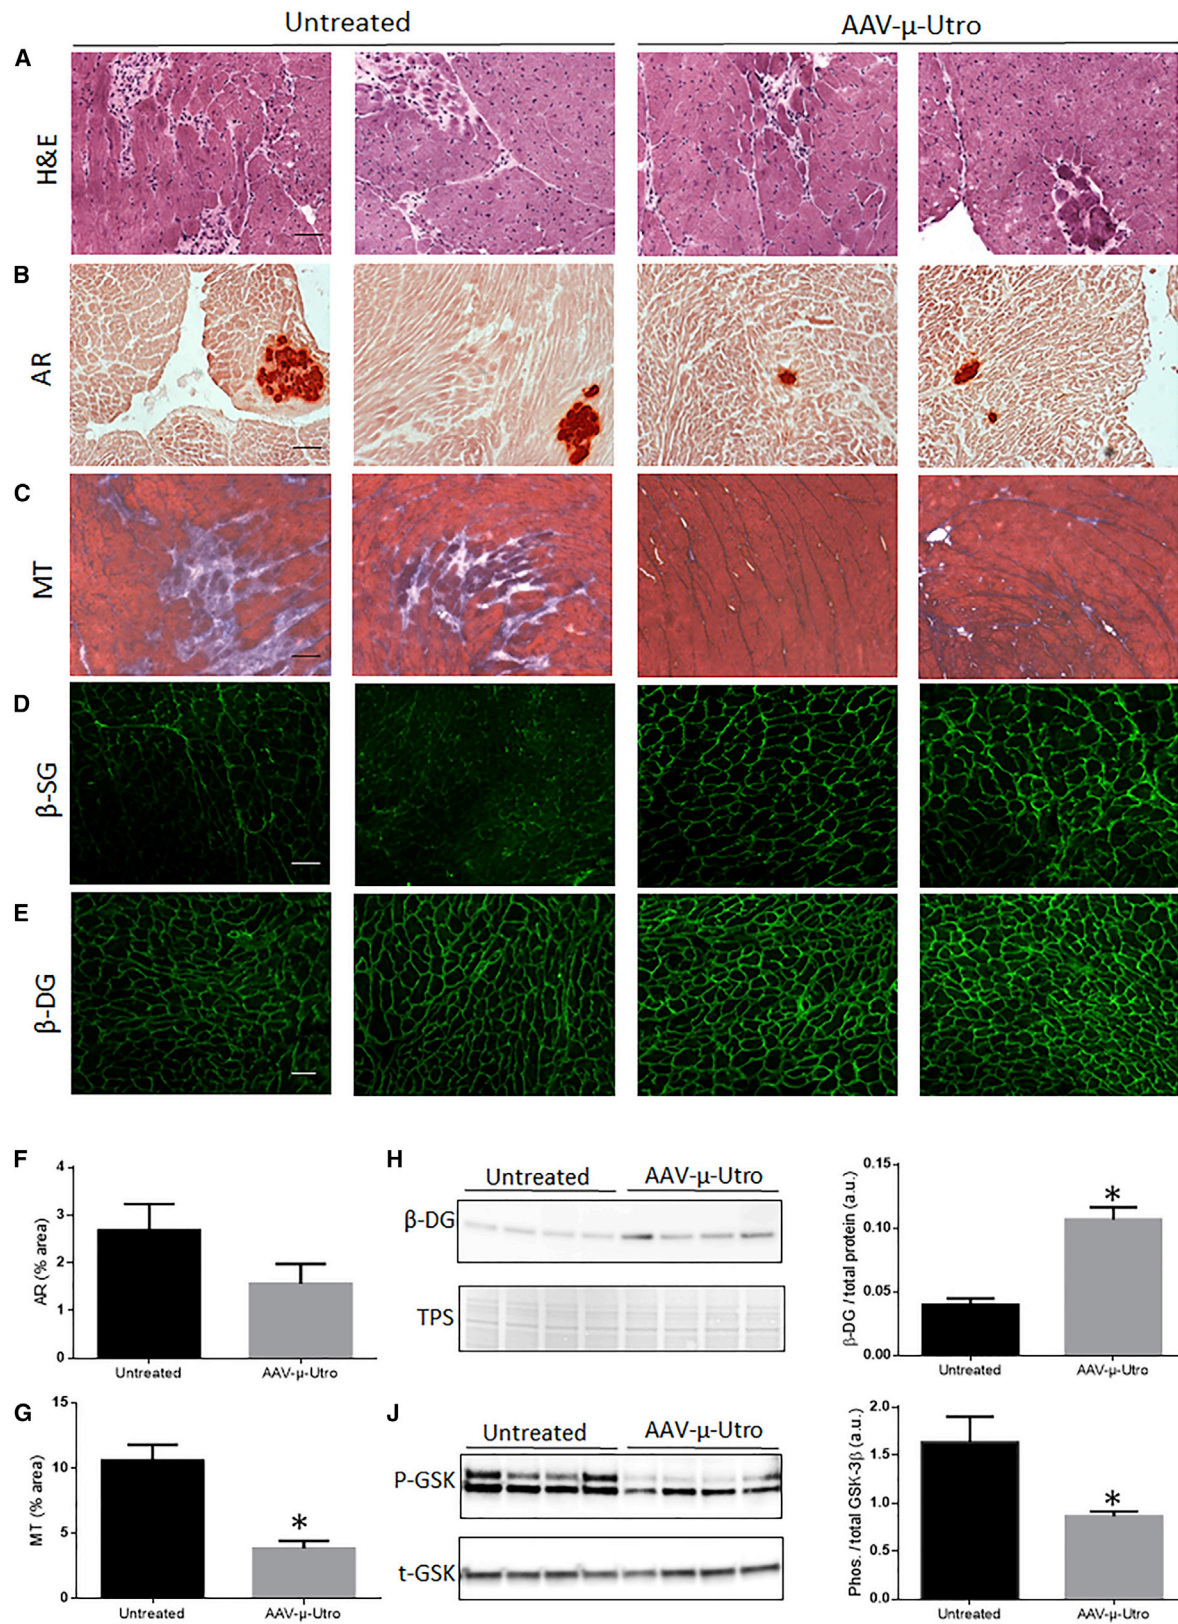 Untreated
AAV-µ-Utro
A
H&E
B
AR
C
MT
D
β-SG
E
β-DG
F
AR (% area)
4
3
2
1
0
Untreated
AAV-µ-Utro
G
MT (% area)
15
10
5
0
*
Untreated
AAV-µ-Utro
H
Untreated
AAV-µ-Utro
β-DG
TPS
β-DG / total protein (a.u.)
0.15
0.10
0.05
0.00
*
Untreated
AAV-µ-Utro
J
Untreated
AAV-µ-Utro
P-GSK
t-GSK
Phos. / total GSK-3β (a.u.)
2.0
1.5
1.0
0.5
0.0
*
Untreated
AAV-µ-Utro